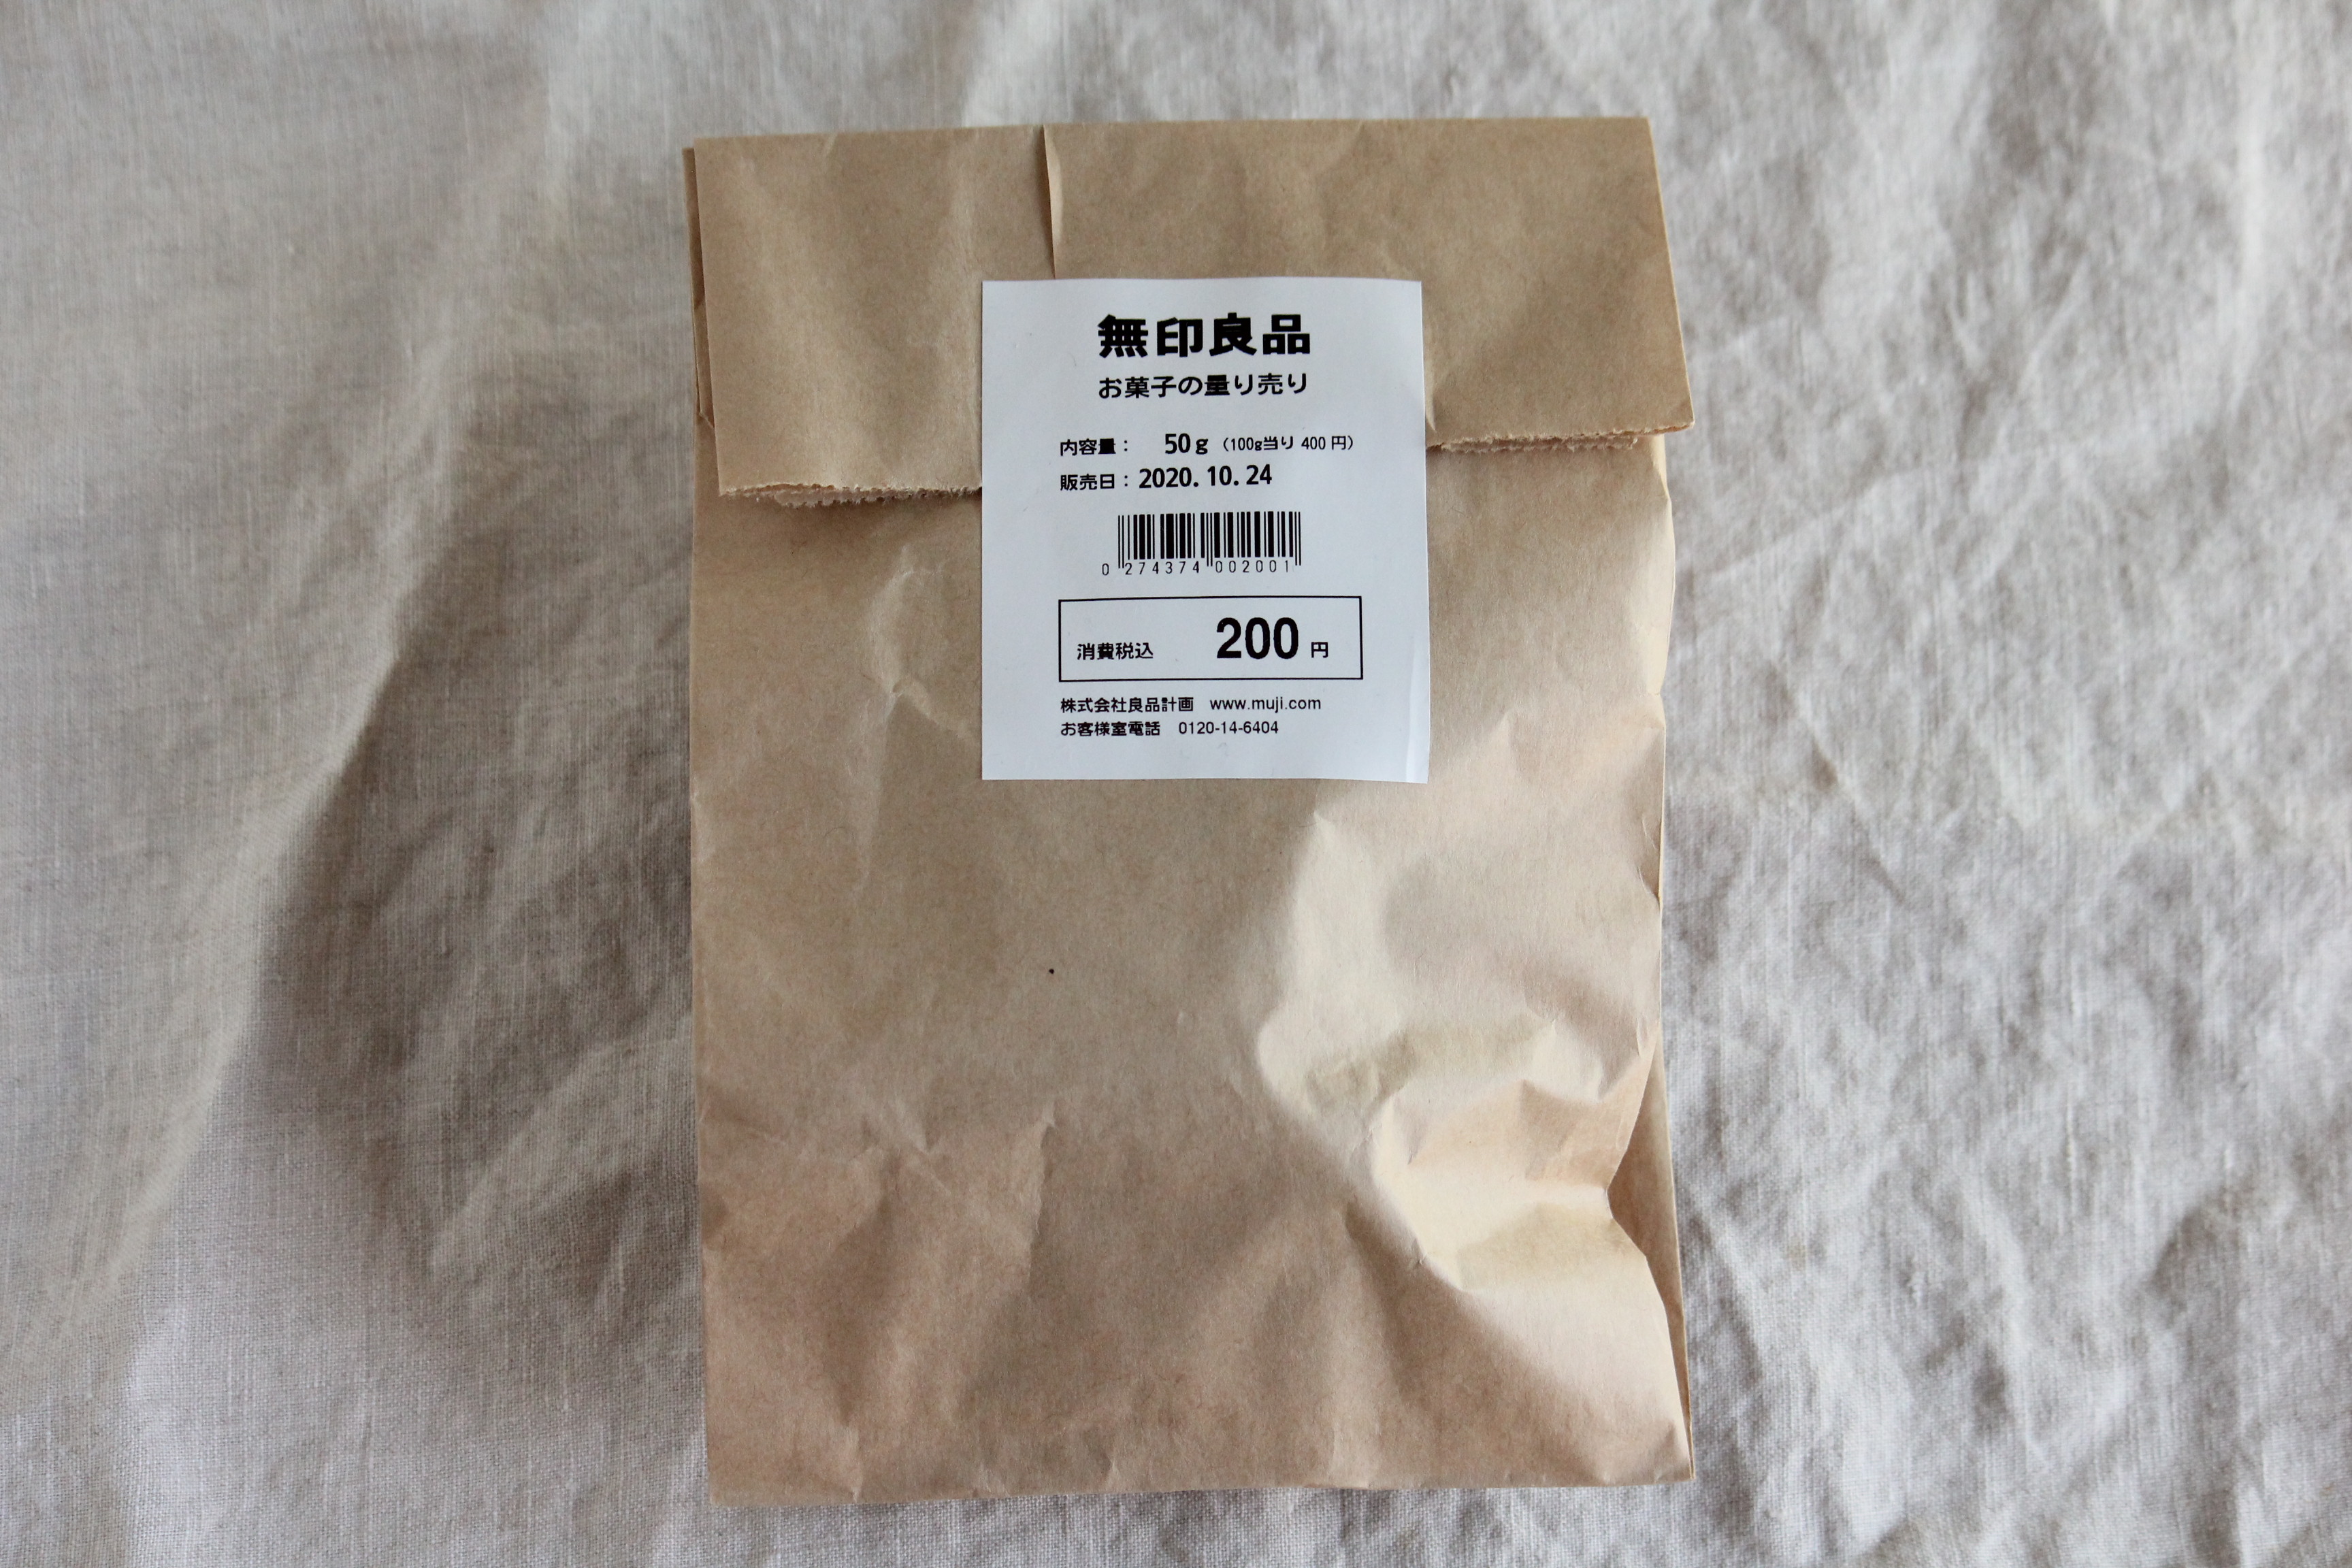 無印良品
お菓子の量り売り
内容量： 50g （100g当り 400 円）
販売日：2020.10.24
0 274374 002001
消費税込 200 円
株式会社良品計画 www.muji.com
お客様室電話 0120-14-6404